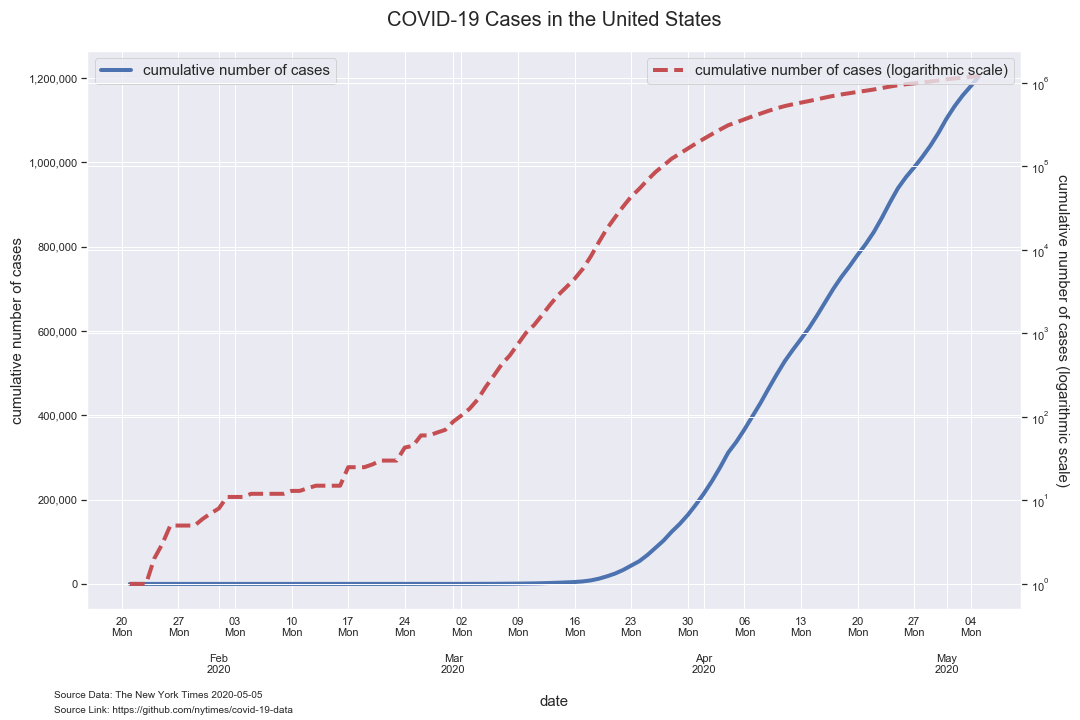 COVID-19 Cases in the United States
cumulative number of cases
cumulative number of cases (logarithmic scale)
cumulative number of cases
1,200,000
1,000,000
800,000
600,000
400,000
200,000
0
10⁶
10⁵
10⁴
10³
10²
10¹
10⁰
cumulative number of cases (logarithmic scale)
20 27 03 10 17 24 02 09 16 23 30 06 13 20 27 04
Mon Mon Mon Mon Mon Mon Mon Mon Mon Mon Mon Mon Mon Mon Mon Mon
Feb Mar Apr May
2020 2020 2020 2020
date
Source Data: The New York Times 2020-05-05
Source Link: https://github.com/nytimes/covid-19-data